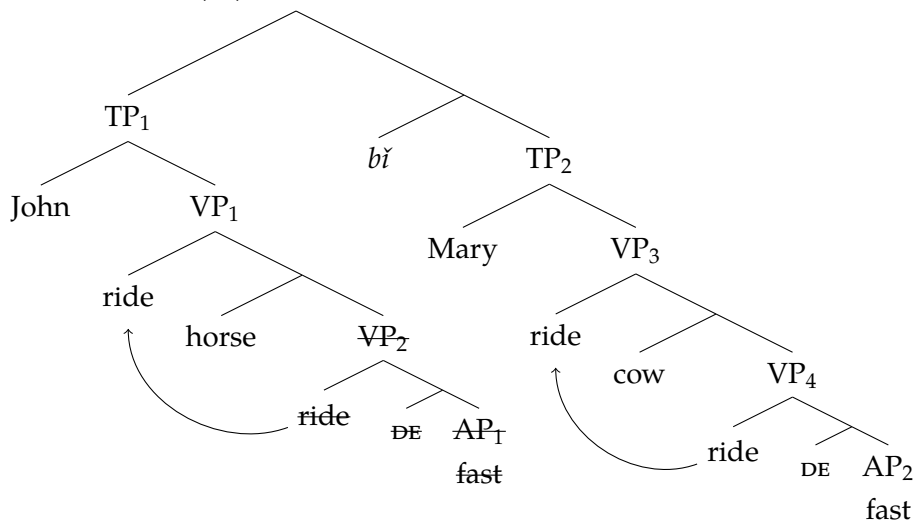 TP₁
bǐ
TP₂
John
VP₁
Mary
VP₃
ride
horse
VP₂
ride
cow
VP₄
ride
DE
AP₁
fast
ride
DE
AP₂
fast